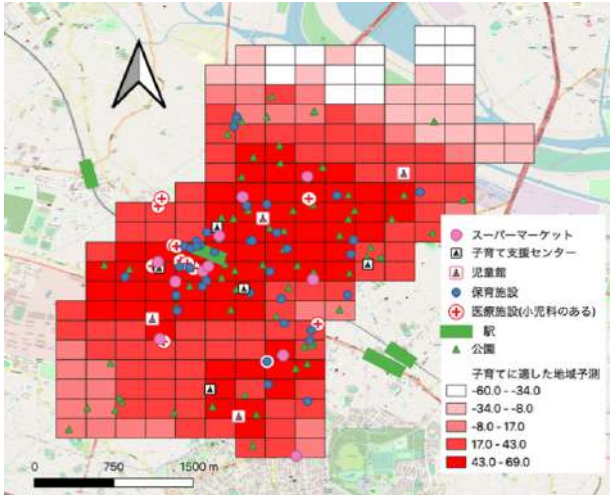 スーパーマーケット
子育て支援センター
児童館
保育施設
医療施設(小児科のある)
駅
公園
子育てに適した地域予測
-60.0 - -34.0
-34.0 - -8.0
-8.0 - 17.0
17.0 - 43.0
43.0 - 69.0
0 750 1500 m